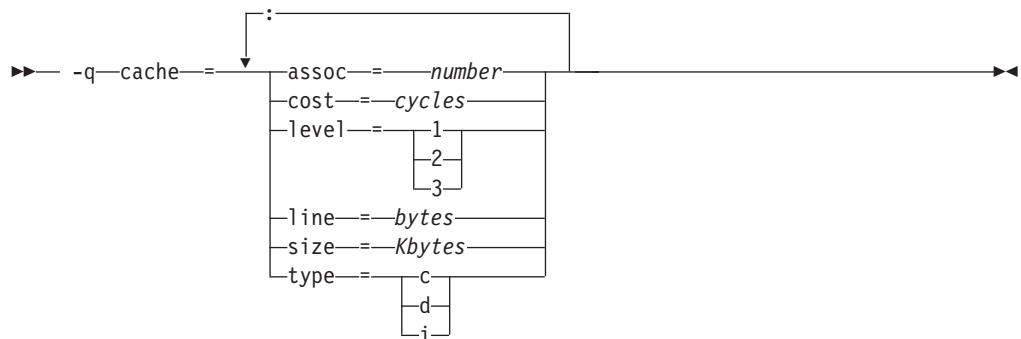 :
-q cache = assoc = number
cost = cycles
level = 1
2
3
line = bytes
size = Kbytes
type = c
d
i